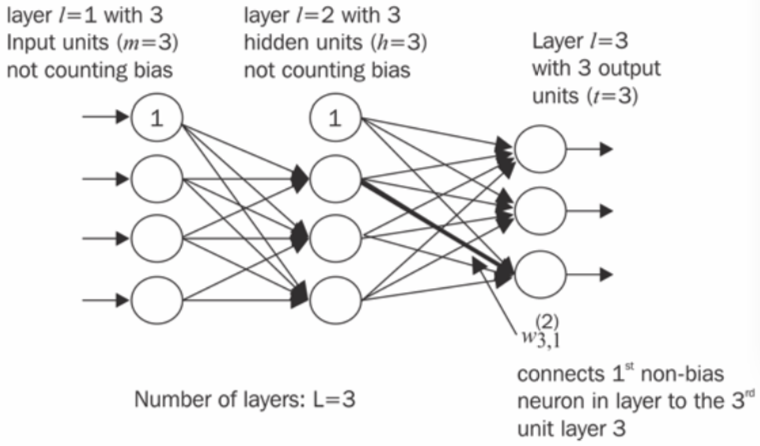 layer l=1 with 3
Input units (m=3)
not counting bias
layer l=2 with 3
hidden units (h=3)
not counting bias
Layer l=3
with 3 output
units (t=3)
1
1
w3,1(2)
connects 1st non-bias
neuron in layer to the 3rd
unit layer 3
Number of layers: L=3